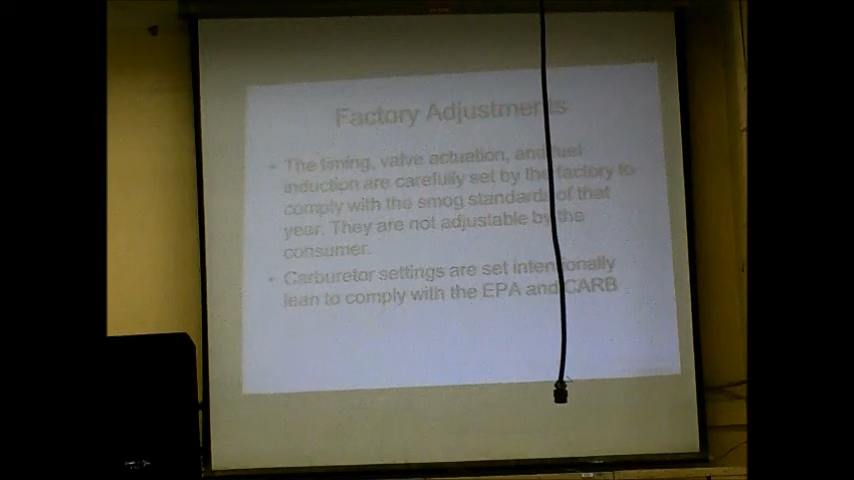 Factory Adjustments
• The timing, valve actuation, and fuel
induction are carefully set by the factory to
comply with the smog standards of that
year. They are not adjustable by the
consumer.
• Carburetor settings are set intentionally
lean to comply with the EPA and CARB